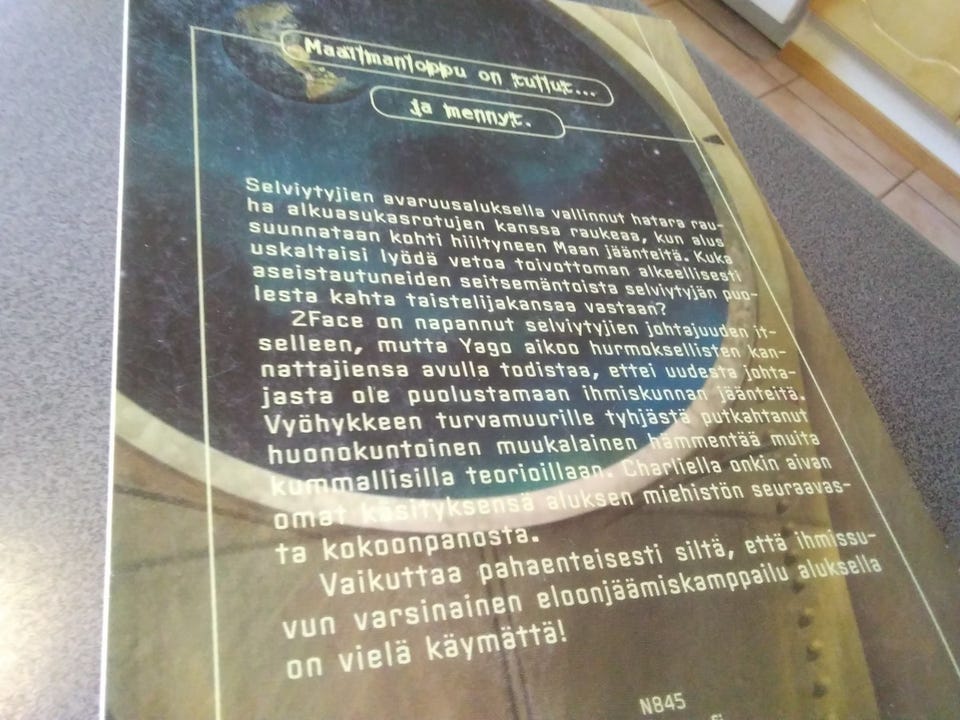 Maailmanloppu on tullut...
ja mennyt.
Selviytyjien avaruusaluksella vallinnut hatara rau-
ha alkuasukasrotujen kanssa raukeaa, kun alus
suunnataan kohti hiiltyneen Maan jäänteitä. Kuka
uskaltaisi lyödä vetoa toivottoman alkeellisesti
aseistautuneiden seitsemäntoista selviytyjän puo-
lesta kahta taistelijakansaa vastaan?
2Face on napannut selviytyjien johtajuuden it-
selleen, mutta Yago aikoo hurmoksellisten kan-
nattajiensa avulla todistaa, ettei uudesta johta-
jasta ole puolustamaan ihmiskunnan jäänteitä.
Vyöhykkeen turvamuurille tyhjästä putkahtanut
huonokuntoinen muukalainen hämmentää muita
kummallisilla teorioillaan. Charliella onkin aivan
omat käsityksensä aluksen miehistön seuraavas-
ta kokoonpanosta.
Vaikuttaa pahaenteisesti siltä, että ihmissu-
vun varsinainen eloonjäämiskamppailu aluksella
on vielä käymättä!
N845